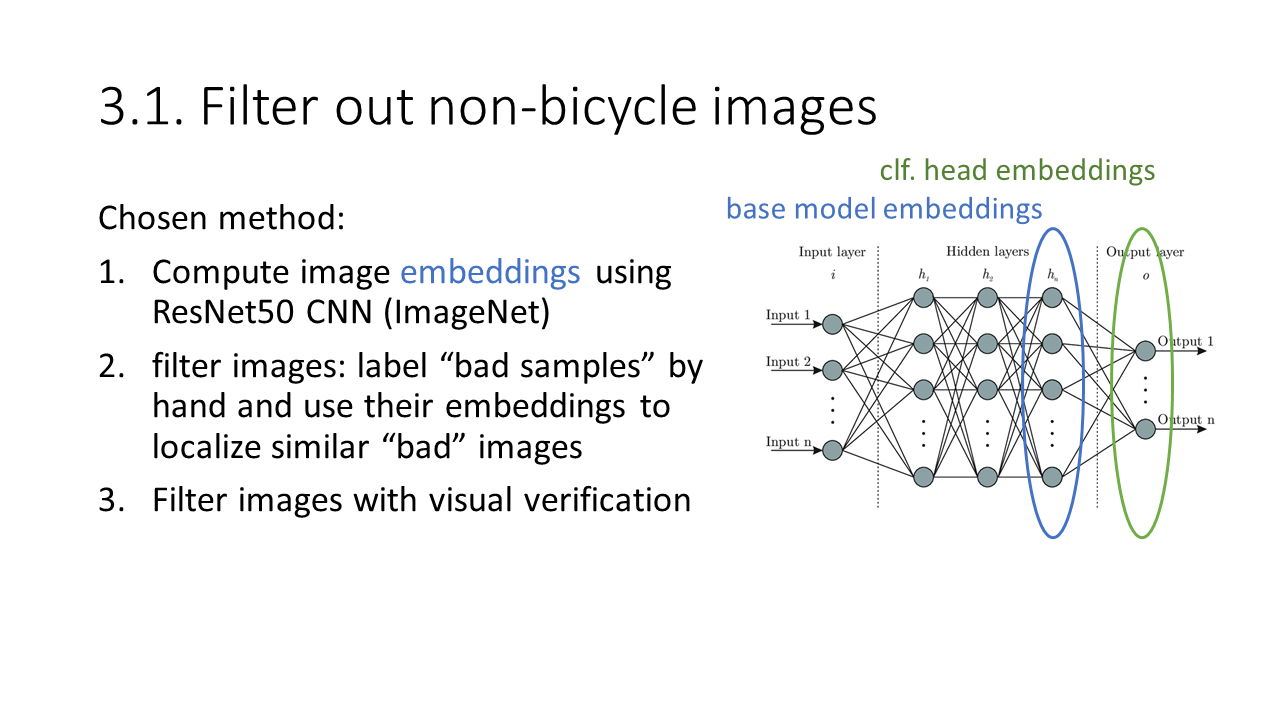 3.1. Filter out non-bicycle images
Chosen method:
1. Compute image embeddings using
ResNet50 CNN (ImageNet)
2. filter images: label “bad samples” by
hand and use their embeddings to
localize similar “bad” images
3. Filter images with visual verification
clf. head embeddings
base model embeddings
Input layer
Hidden layers
Output layer
i
h₁
h₂
hₙ
o
Input 1
Input 2
Input n
Output 1
Output n